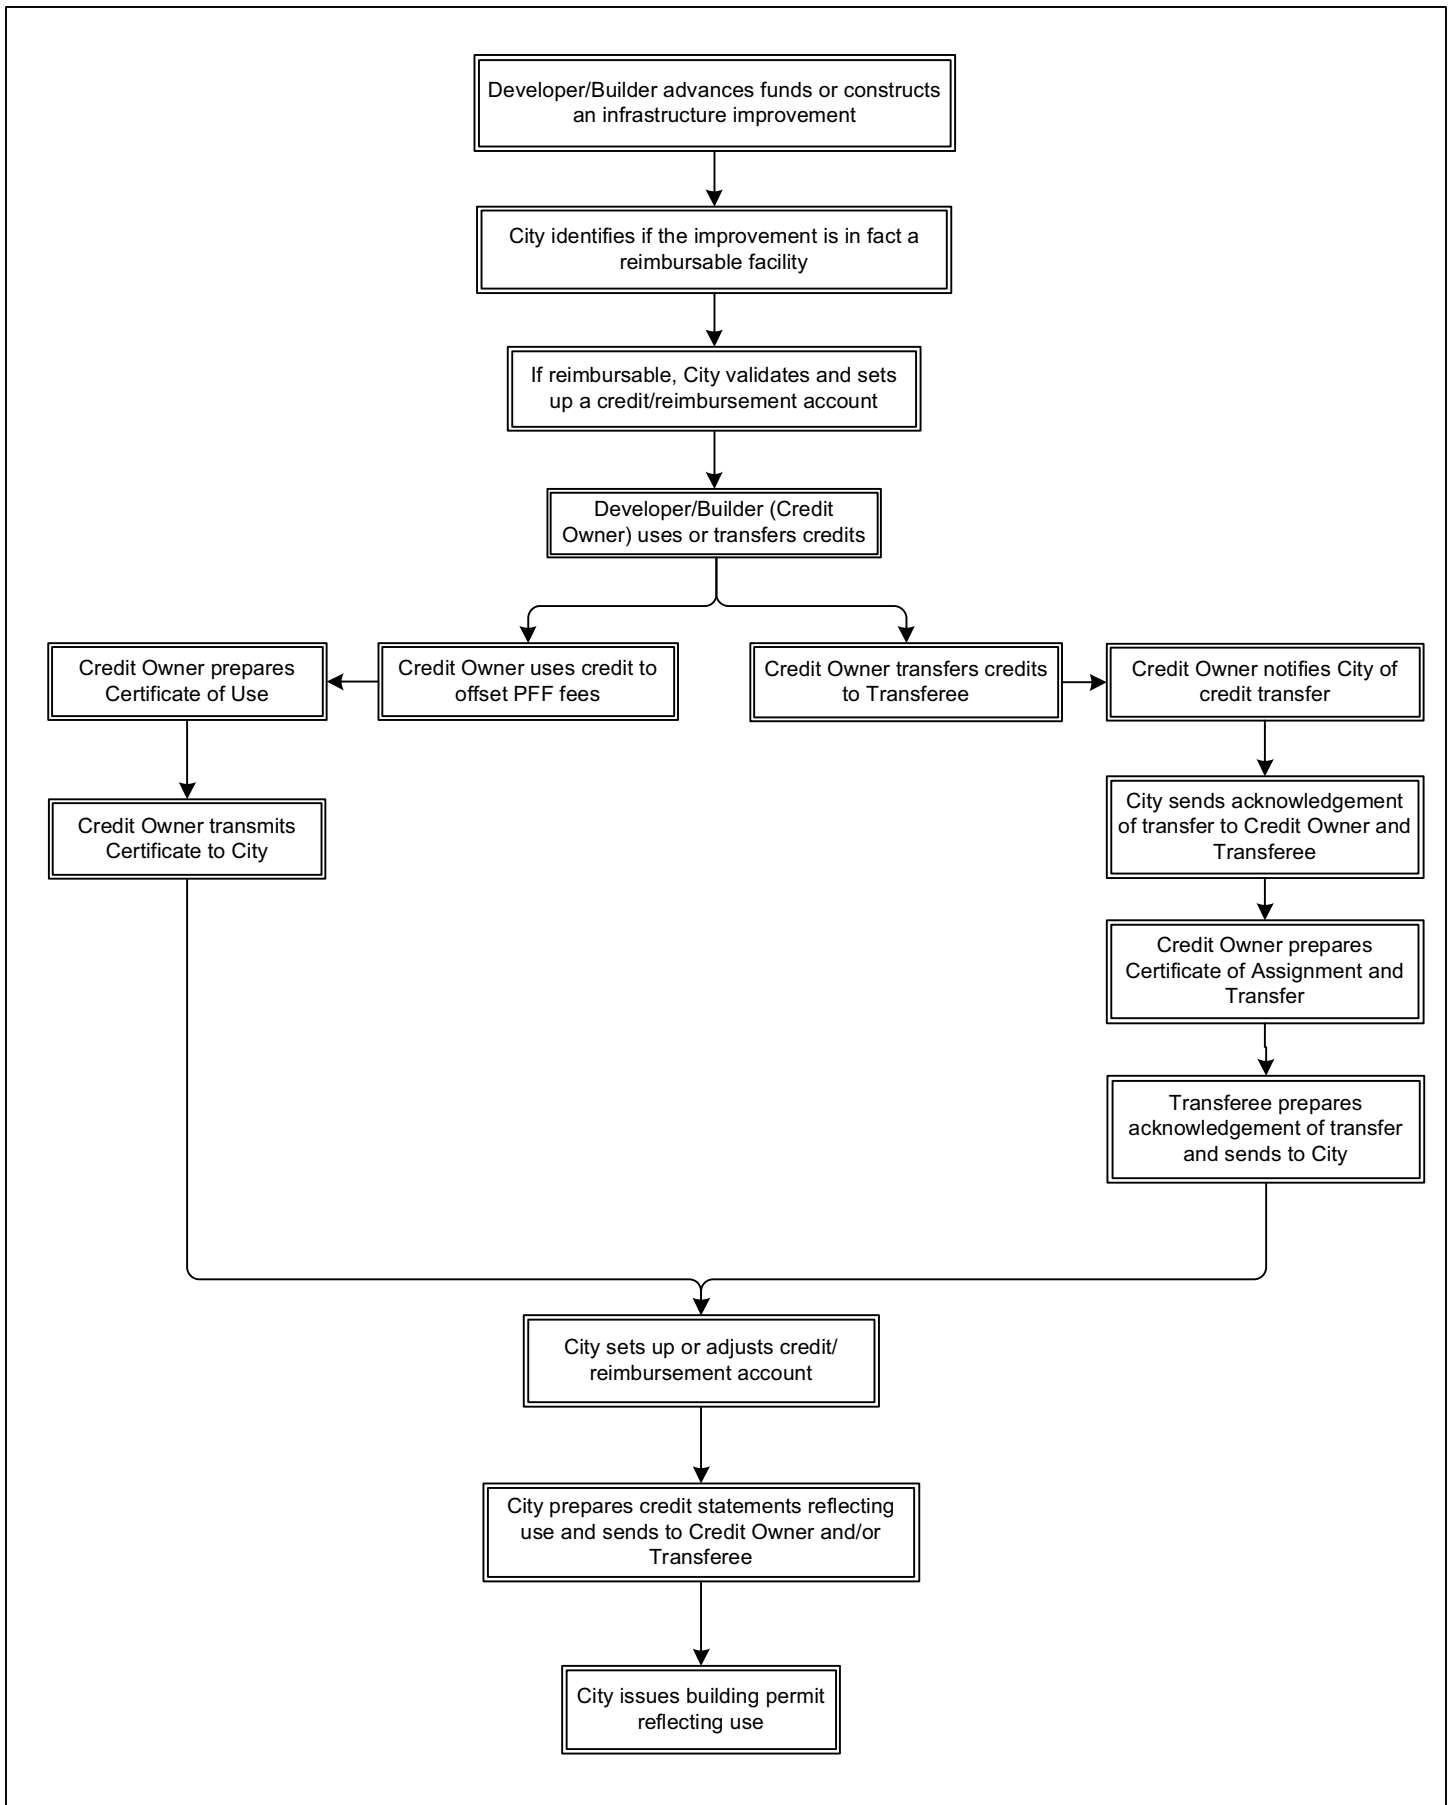 Developer/Builder advances funds or constructs
an infrastructure improvement
City identifies if the improvement is in fact a
reimbursable facility
If reimbursable, City validates and sets
up a credit/reimbursement account
Developer/Builder (Credit
Owner) uses or transfers credits
Credit Owner prepares
Certificate of Use
Credit Owner uses credit to
offset PFF fees
Credit Owner transfers credits
to Transferee
Credit Owner notifies City of
credit transfer
Credit Owner transmits
Certificate to City
City sends acknowledgement
of transfer to Credit Owner and
Transferee
Credit Owner prepares
Certificate of Assignment and
Transfer
Transferee prepares
acknowledgement of transfer
and sends to City
City sets up or adjusts credit/
reimbursement account
City prepares credit statements reflecting
use and sends to Credit Owner and/or
Transferee
City issues building permit
reflecting use